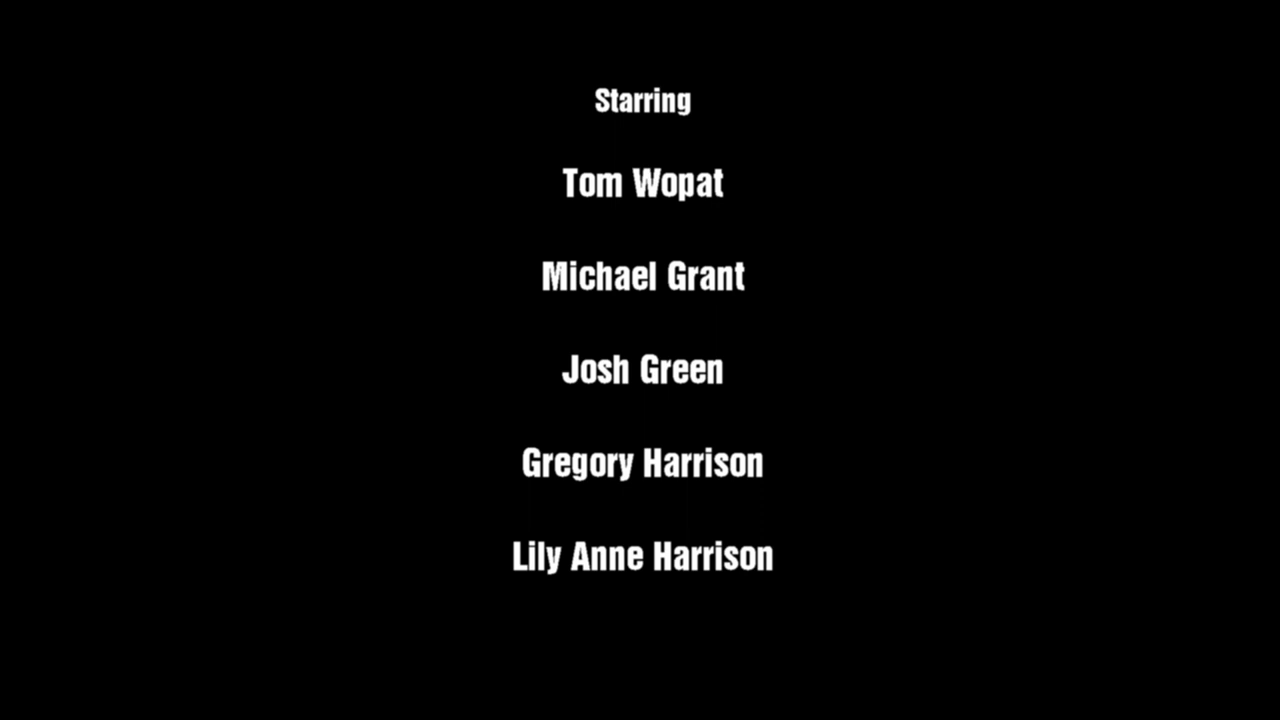 Starring
Tom Wopat
Michael Grant
Josh Green
Gregory Harrison
Lily Anne Harrison